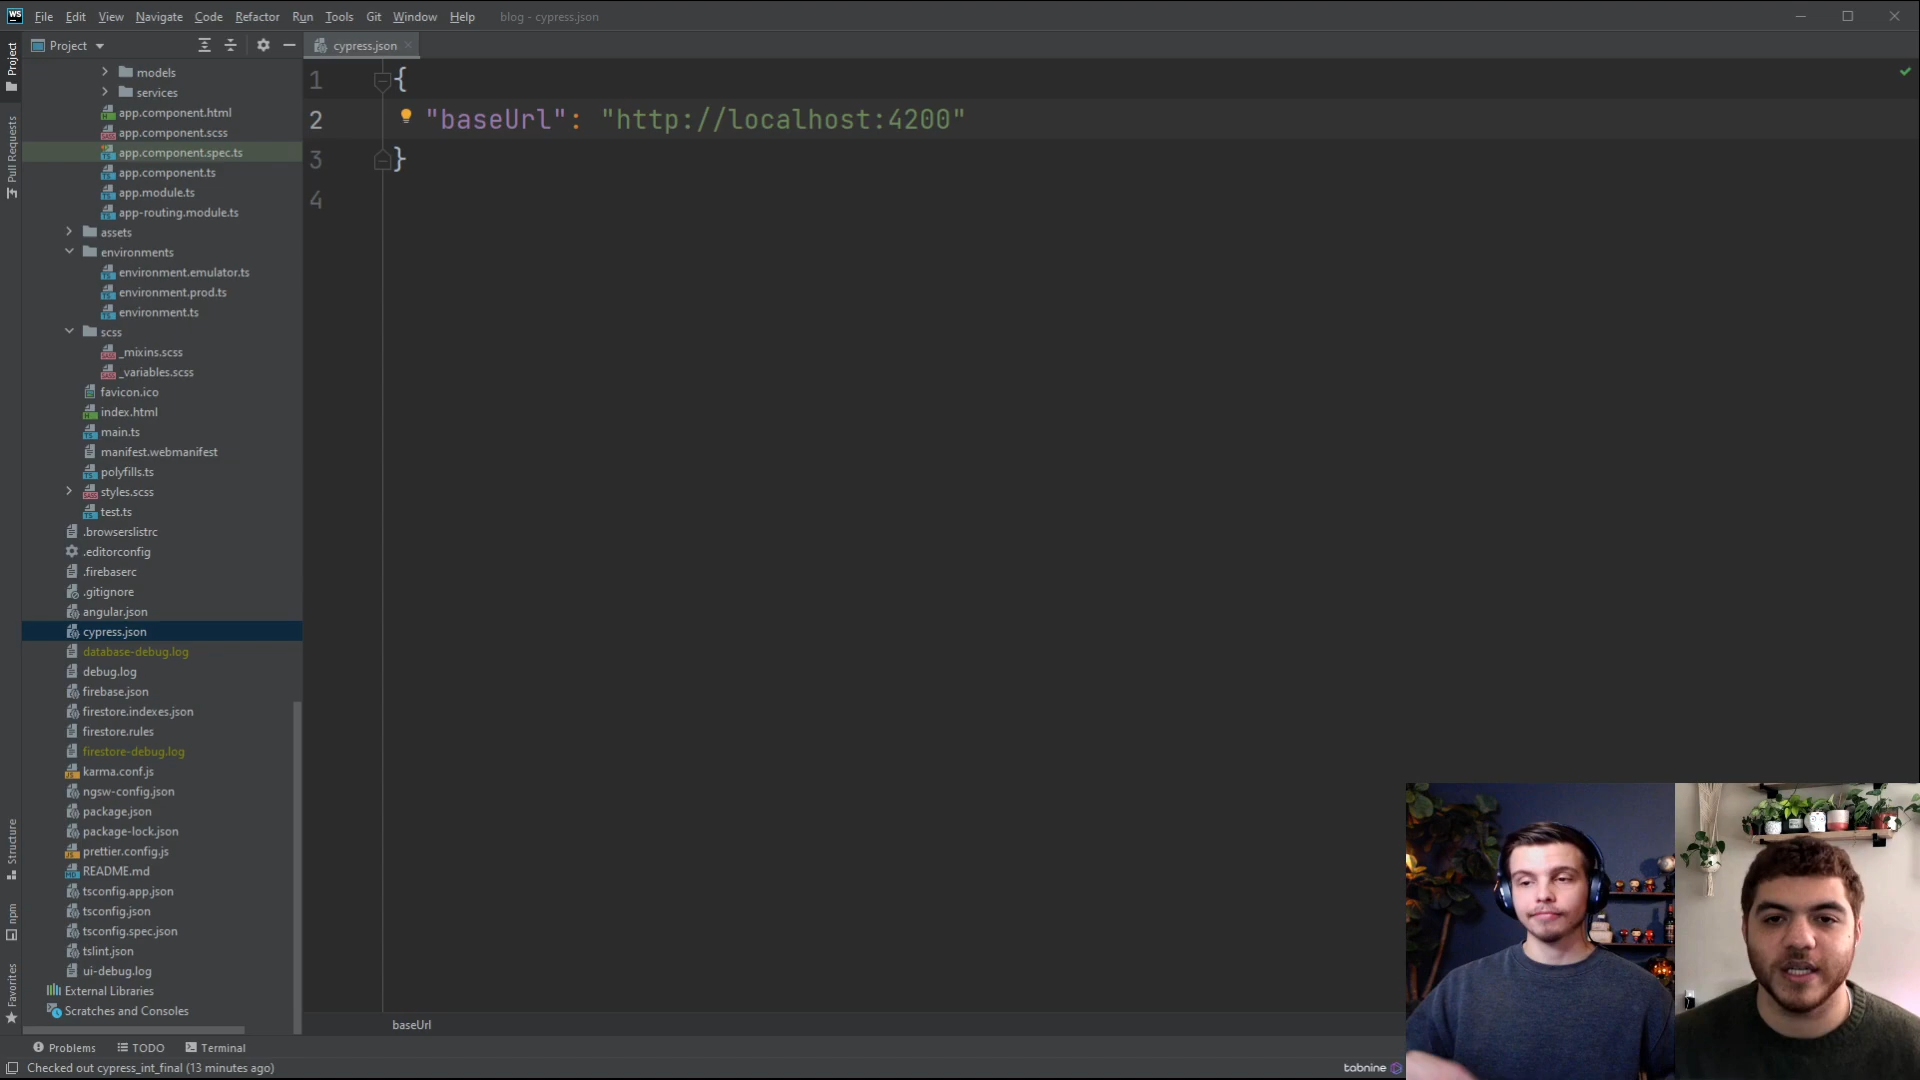 WS File Edit View Navigate Code Refactor Run Tools Git Window Help blog - cypress.json
Project
cypress.json
Project
Pull Requests
Structure
npm
Favorites
models
services
app.component.html
app.component.scss
app.component.spec.ts
app.component.ts
app.module.ts
app-routing.module.ts
assets
environments
environment.emulator.ts
environment.prod.ts
environment.ts
scss
_mixins.scss
_variables.scss
favicon.ico
index.html
main.ts
manifest.webmanifest
polyfills.ts
styles.scss
test.ts
.browserslistrc
.editorconfig
.firebaserc
.gitignore
angular.json
cypress.json
database-debug.log
debug.log
firebase.json
firestore.indexes.json
firestore.rules
firestore-debug.log
karma.conf.js
ngsw-config.json
package.json
package-lock.json
prettier.config.js
README.md
tsconfig.app.json
tsconfig.json
tsconfig.spec.json
tslint.json
ui-debug.log
External Libraries
Scratches and Consoles
1 {
2 "baseUrl": "http://localhost:4200"
3 }
4
baseUrl
Problems TODO Terminal
Checked out cypress_int_final (13 minutes ago)
tabnine